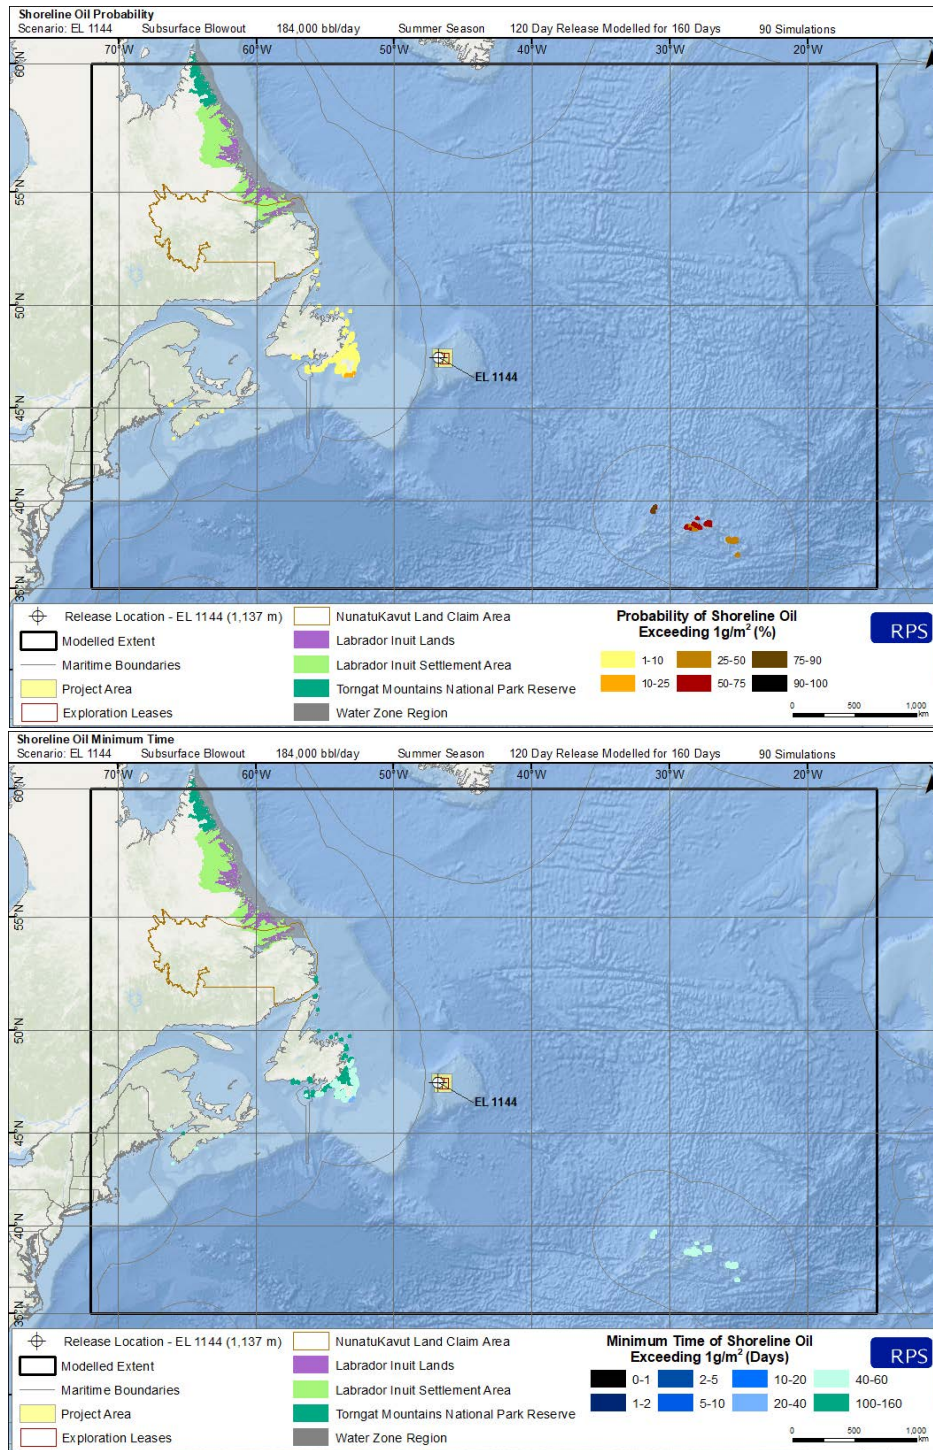 Shoreline Oil Probability
Scenario: EL 1144 Subsurface Blowout 184,000 bbl/day Summer Season 120 Day Release Modelled for 160 Days 90 Simulations
70°W 60°W 50°W 40°W 30°W 20°W
60°N
55°N
50°N
EL 1144
45°N
40°N
35°N
Release Location - EL 1144 (1,137 m)
Modelled Extent
Maritime Boundaries
Project Area
Exploration Leases
NunatuKavut Land Claim Area
Labrador Inuit Lands
Labrador Inuit Settlement Area
Torngat Mountains National Park Reserve
Water Zone Region
Probability of Shoreline Oil
Exceeding 1g/m² (%)
1-10 25-50 75-90
10-25 50-75 90-100
RPS
0 500 1,000
km
Shoreline Oil Minimum Time
Scenario: EL 1144 Subsurface Blowout 184,000 bbl/day Summer Season 120 Day Release Modelled for 160 Days 90 Simulations
70°W 60°W 50°W 40°W 30°W 20°W
60°N
55°N
50°N
EL 1144
45°N
40°N
35°N
Release Location - EL 1144 (1,137 m)
Modelled Extent
Maritime Boundaries
Project Area
Exploration Leases
NunatuKavut Land Claim Area
Labrador Inuit Lands
Labrador Inuit Settlement Area
Torngat Mountains National Park Reserve
Water Zone Region
Minimum Time of Shoreline Oil
Exceeding 1g/m² (Days)
0-1 2-5 10-20 40-60
1-2 5-10 20-40 100-160
RPS
0 500 1,000
km